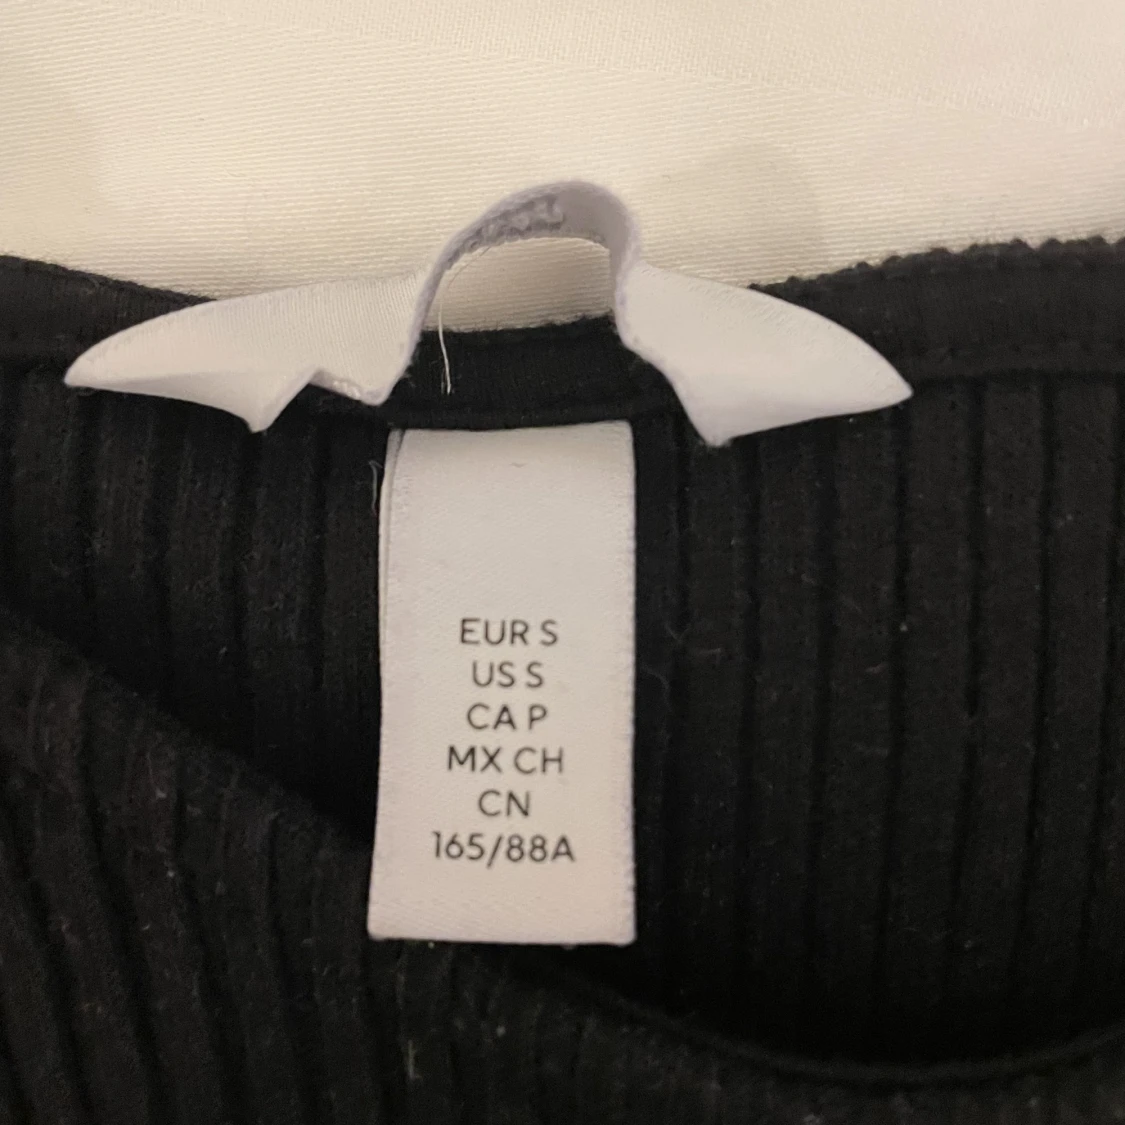 EUR S
US S
CA P
MX CH
CN
165/88A